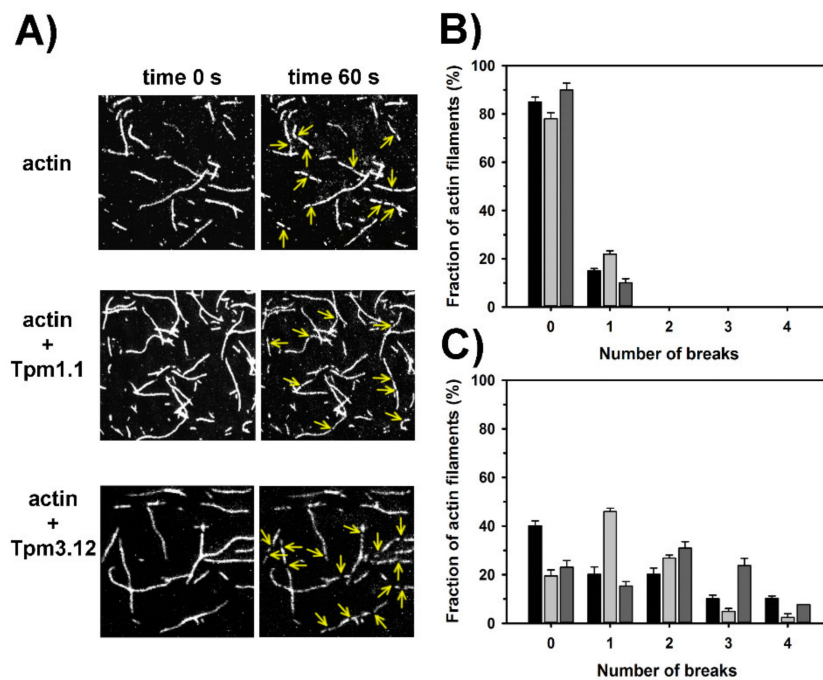 A)
time 0 s
time 60 s
actin
actin
+
Tpm1.1
actin
+
Tpm3.12
B)
Fraction of actin filaments (%)
100
80
60
40
20
0
0 1 2 3 4
Number of breaks
C)
Fraction of actin filaments (%)
100
80
60
40
20
0
0 1 2 3 4
Number of breaks